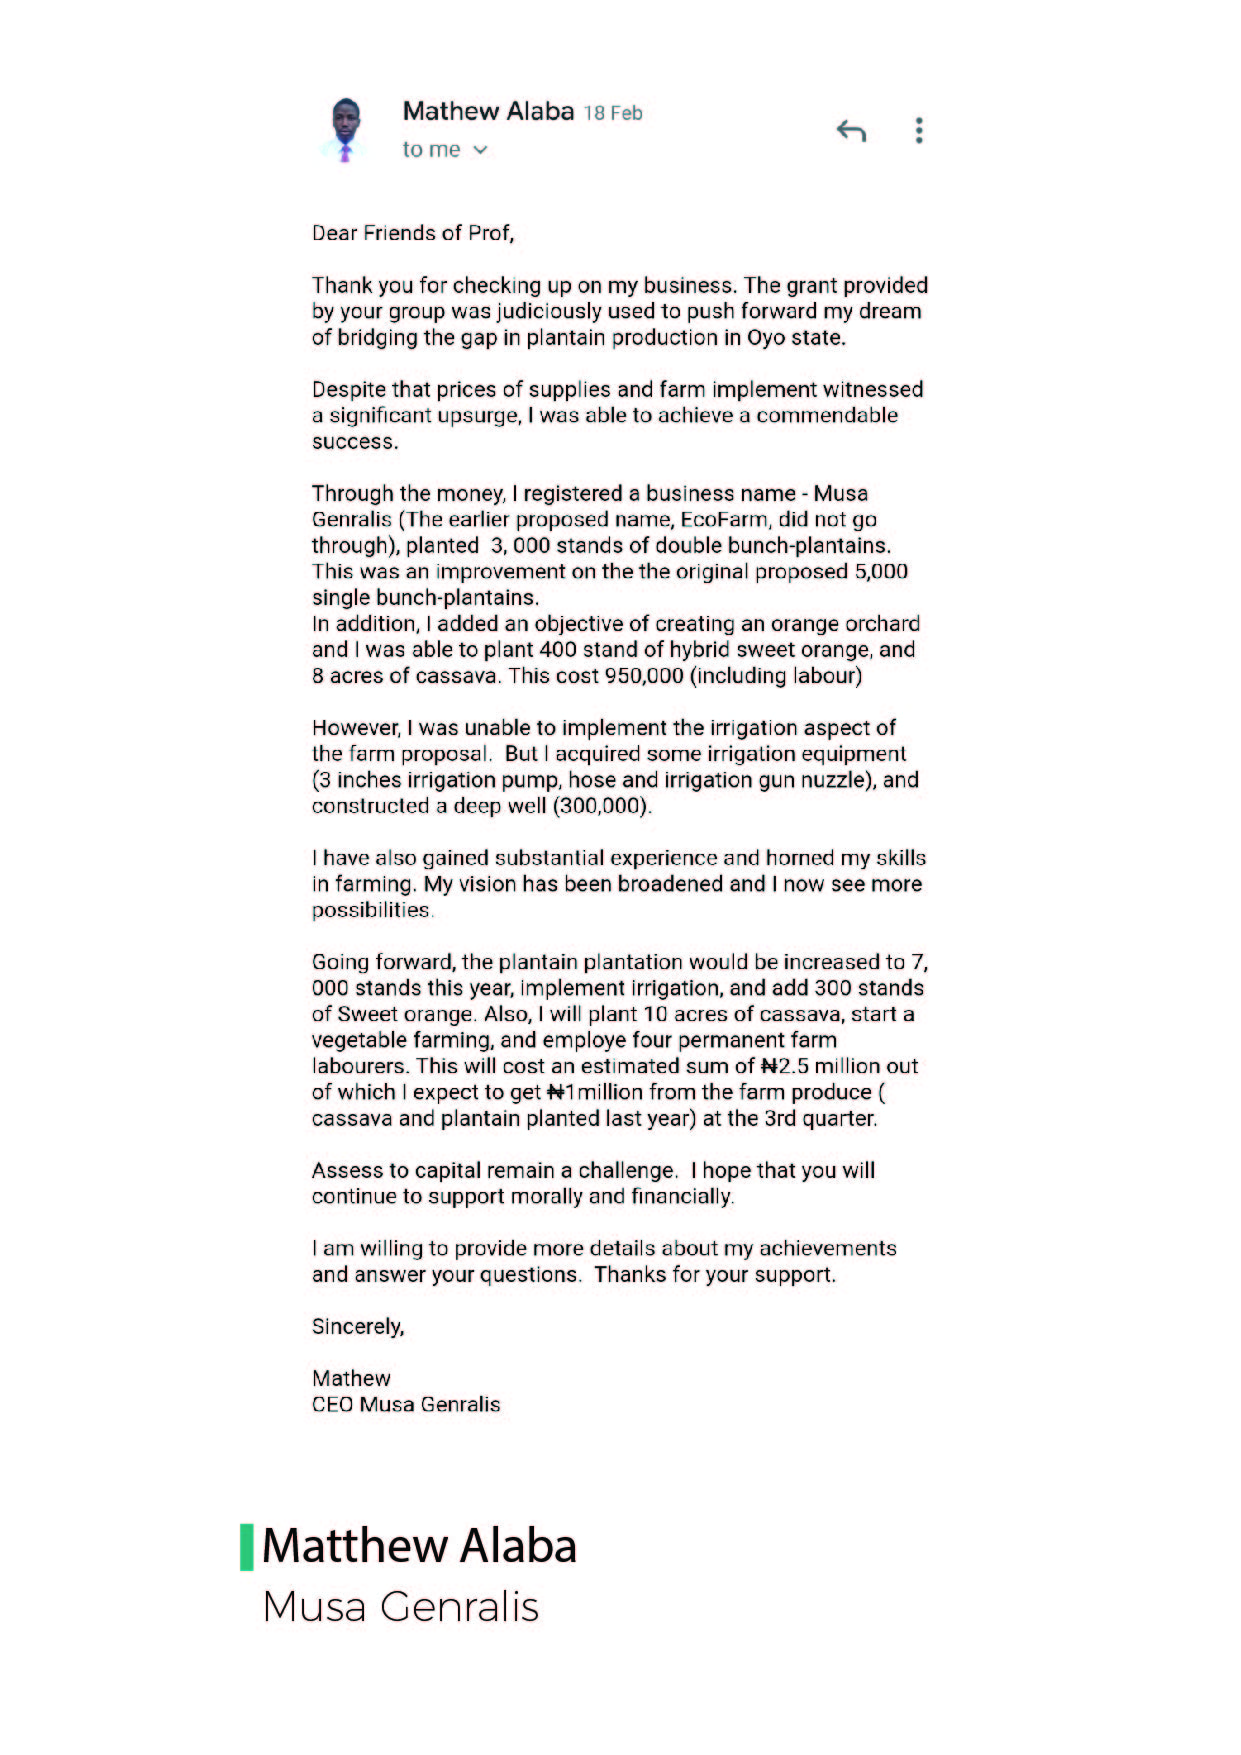 Mathew Alaba 18 Feb
to me
Dear Friends of Prof,
Thank you for checking up on my business. The grant provided
by your group was judiciously used to push forward my dream
of bridging the gap in plantain production in Oyo state.
Despite that prices of supplies and farm implement witnessed
a significant upsurge, I was able to achieve a commendable
success.
Through the money, I registered a business name - Musa
Genralis (The earlier proposed name, EcoFarm, did not go
through), planted  3, 000 stands of double bunch-plantains.
This was an improvement on the the original proposed 5,000
single bunch-plantains.
In addition, I added an objective of creating an orange orchard
and I was able to plant 400 stand of hybrid sweet orange, and
8 acres of cassava. This cost 950,000 (including labour)
However, I was unable to implement the irrigation aspect of
the farm proposal.  But I acquired some irrigation equipment
(3 inches irrigation pump, hose and irrigation gun nuzzle), and
constructed a deep well (300,000).
I have also gained substantial experience and horned my skills
in farming. My vision has been broadened and I now see more
possibilities.
Going forward, the plantain plantation would be increased to 7,
000 stands this year, implement irrigation, and add 300 stands
of Sweet orange. Also, I will plant 10 acres of cassava, start a
vegetable farming, and employe four permanent farm
labourers. This will cost an estimated sum of ₦2.5 million out
of which I expect to get ₦1million from the farm produce (
cassava and plantain planted last year) at the 3rd quarter.
Assess to capital remain a challenge.  I hope that you will
continue to support morally and financially.
I am willing to provide more details about my achievements
and answer your questions.  Thanks for your support.
Sincerely,
Mathew
CEO Musa Genralis
Matthew Alaba
Musa Genralis